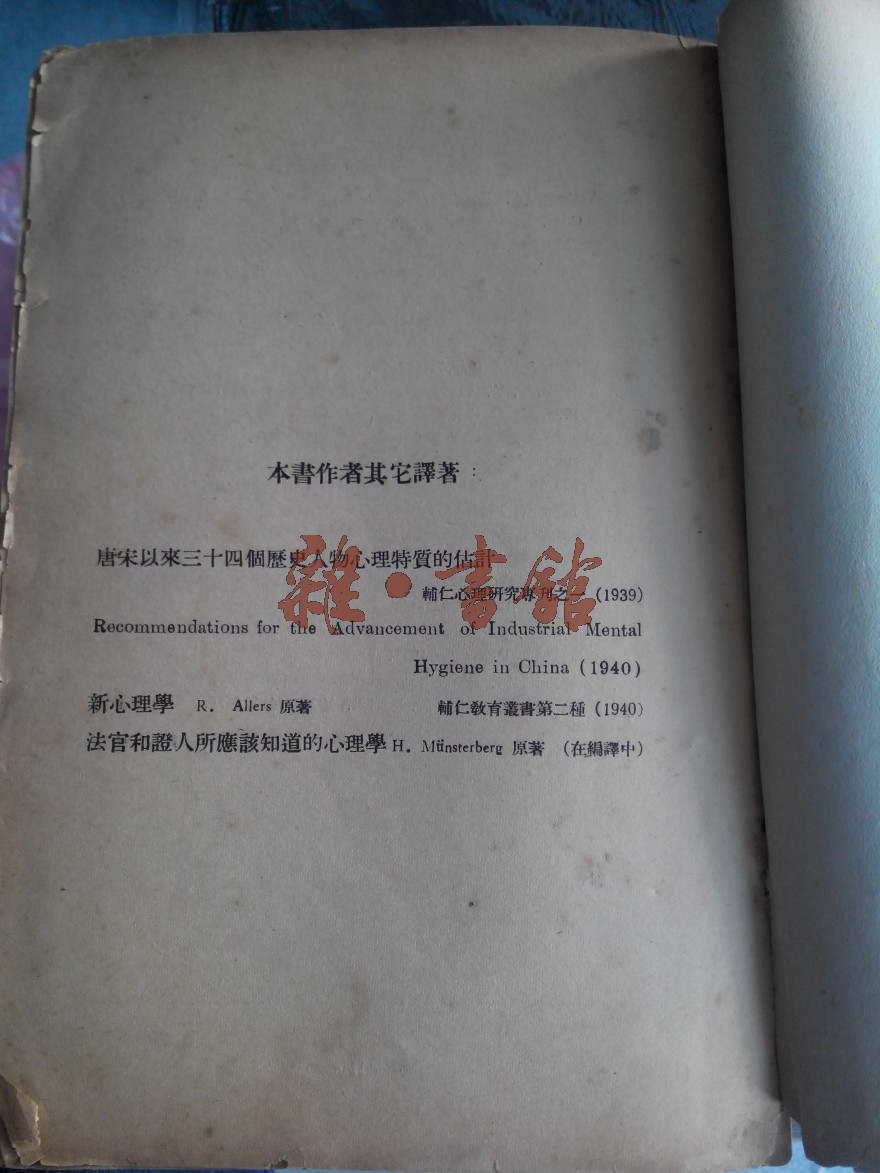 本書作者其它譯著：
唐宋以來三十四個歷史人物心理特質的估計
輔仁心理研究專刊之一 (1939)
Recommendations for the Advancement of Industrial Mental
Hygiene in China (1940)
新心理學 R. Allers 原著 輔仁教育叢書第二種 (1940)
法官和證人所應該知道的心理學 H. Münsterberg 原著 (在編譯中)
雜·書館